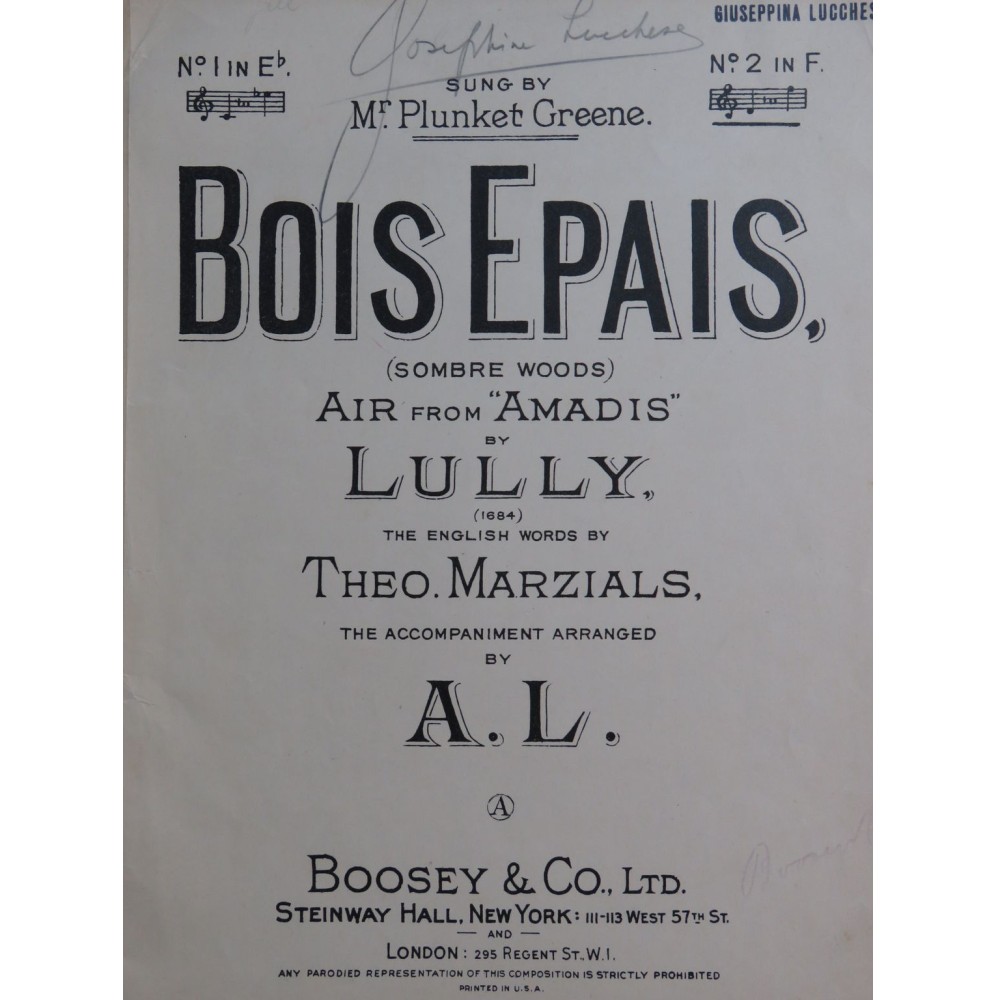 GIUSEPPINA LUCCHES
Josephine Lucchese
No. 1 IN E♭.
No. 2 IN F.
SUNG BY
Mr. Plunket Greene.
BOIS EPAIS,
(SOMBRE WOODS)
AIR FROM "AMADIS"
BY
LULLY,
(1684)
THE ENGLISH WORDS BY
THEO. MARZIALS,
THE ACCOMPANIMENT ARRANGED
BY
A. L.
A
BOOSEY & CO., LTD.
STEINWAY HALL, NEW YORK: 111-113 WEST 57TH ST.
AND
LONDON: 295 REGENT ST., W.1.
ANY PARODIED REPRESENTATION OF THIS COMPOSITION IS STRICTLY PROHIBITED
PRINTED IN U.S.A.